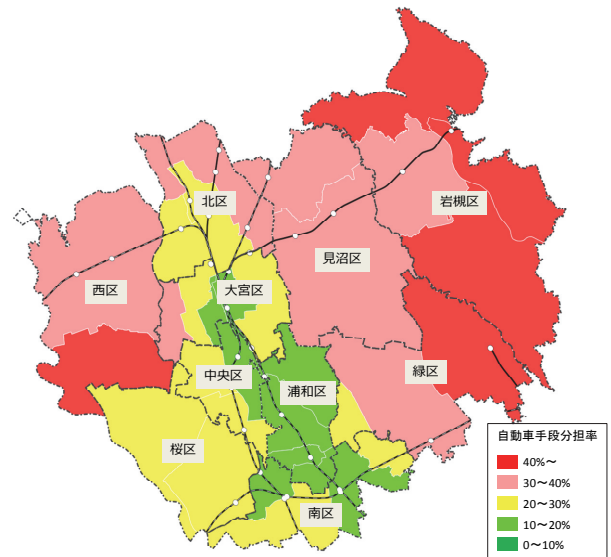 北区
岩槻区
見沼区
西区
大宮区
中央区
浦和区
緑区
桜区
南区
自動車手段分担率
40%～
30～40%
20～30%
10～20%
0～10%